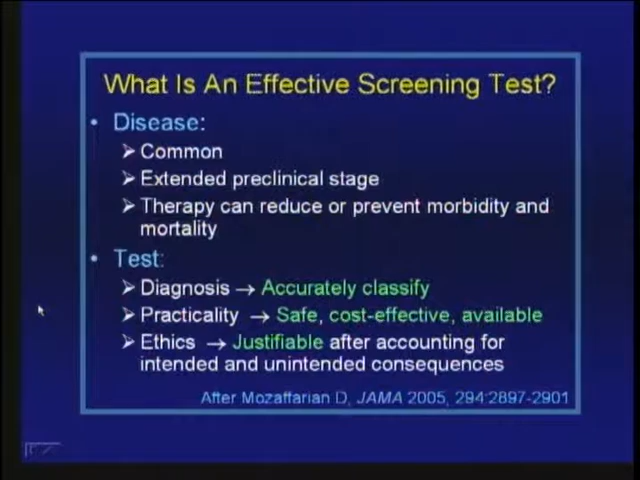 What Is An Effective Screening Test?
• Disease:
➢ Common
➢ Extended preclinical stage
➢ Therapy can reduce or prevent morbidity and
mortality
• Test:
➢ Diagnosis → Accurately classify
➢ Practicality → Safe, cost-effective, available
➢ Ethics → Justifiable after accounting for
intended and unintended consequences
After Mozaffarian D, JAMA 2005, 294:2897-2901